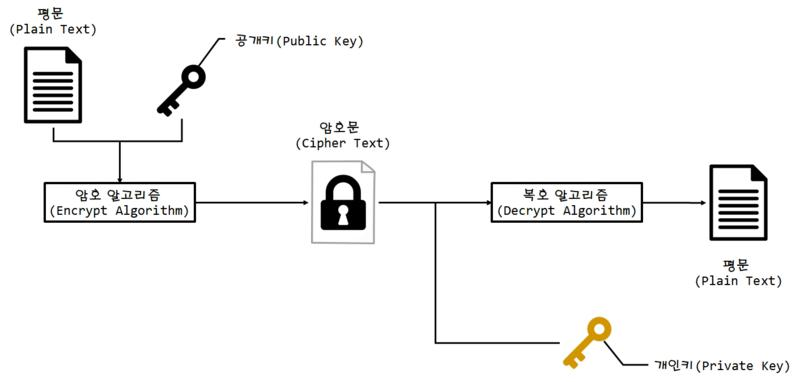 평문
(Plain Text)
공개키(Public Key)
암호문
(Cipher Text)
암호 알고리즘
(Encrypt Algorithm)
복호 알고리즘
(Decrypt Algorithm)
평문
(Plain Text)
개인키(Private Key)